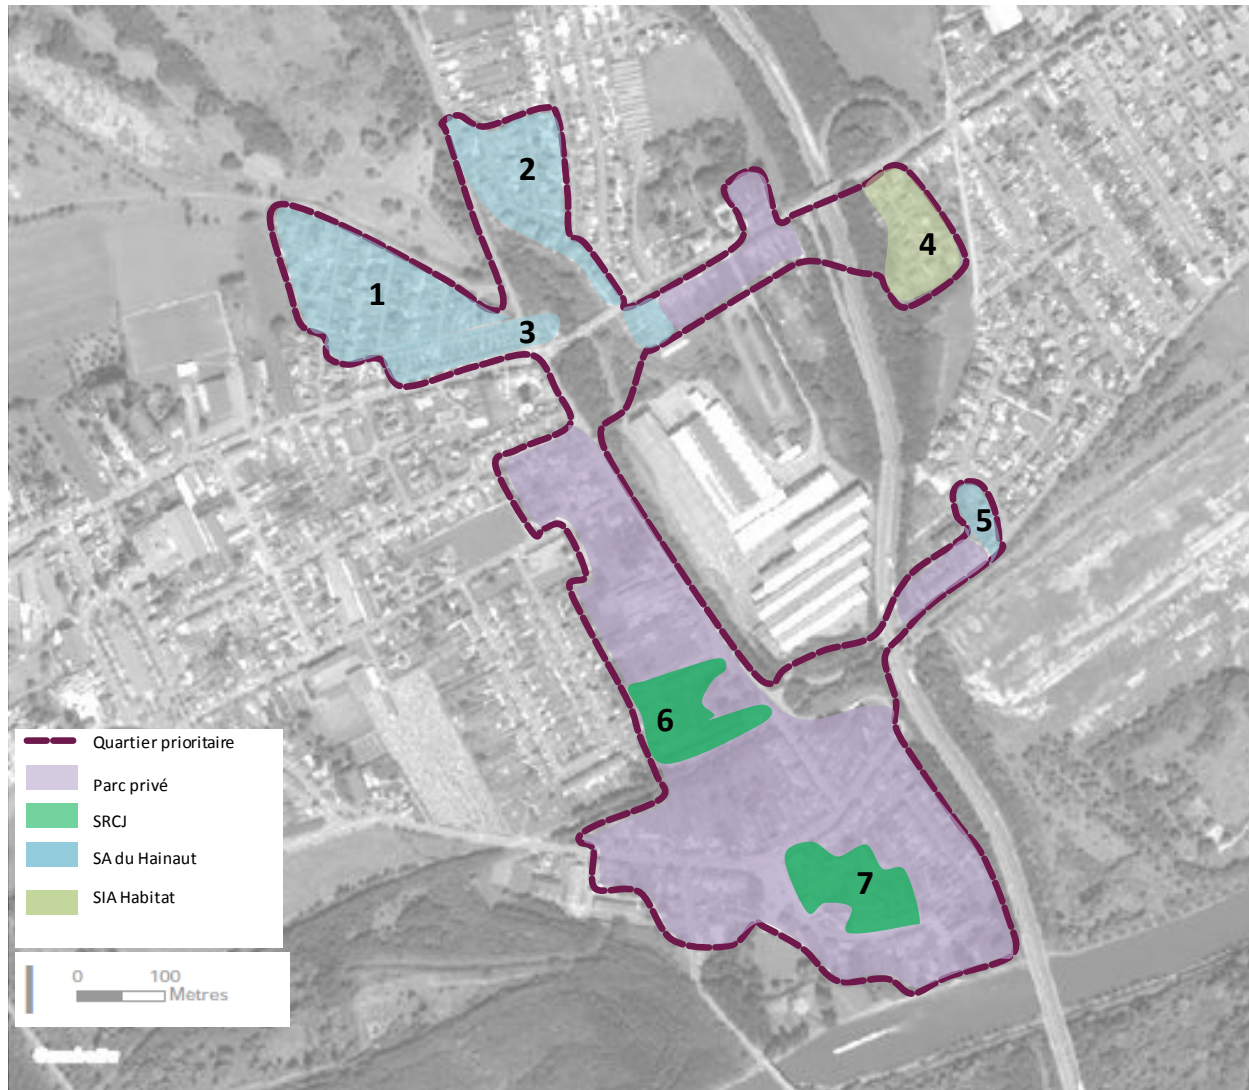 2
4
1
3
5
6
7
Quartier prioritaire
Parc privé
SRCJ
SA du Hainaut
SIA Habitat
0 100
Metres